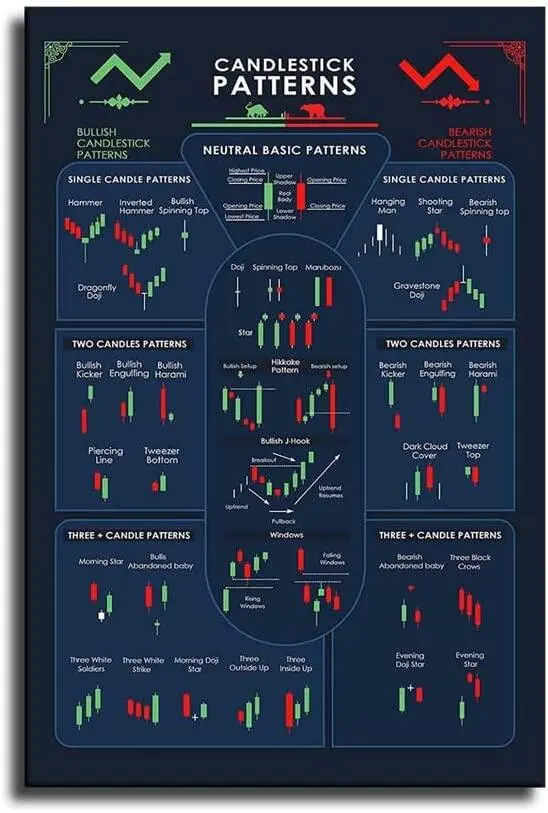 CANDLESTICK
PATTERNS
BULLISH
CANDLESTICK
PATTERNS
BEARISH
CANDLESTICK
PATTERNS
NEUTRAL BASIC PATTERNS
Highest Price
Closing Price
Opening Price
Lowest Price
Upper
Shadow
Real
Body
Lower
Shadow
Opening Price
Closing Price
SINGLE CANDLE PATTERNS
Hammer
Inverted
Hammer
Bullish
Spinning Top
Dragonfly
Doji
SINGLE CANDLE PATTERNS
Hanging
Man
Shooting
Star
Bearish
Spinning top
Gravestone
Doji
Doji
Spinning Top
Marubozu
Star
Hikkake
Pattern
Bullish Setup
Bearish setup
Bullish J-Hook
Breakout
Uptrend
Pullback
Uptrend
Resumes
Windows
Rising
Windows
Falling
Windows
TWO CANDLES PATTERNS
Bullish
Kicker
Bullish
Engulfing
Bullish
Harami
Piercing
Line
Tweezer
Bottom
TWO CANDLES PATTERNS
Bearish
Kicker
Bearish
Engulfing
Bearish
Harami
Dark Cloud
Cover
Tweezer
Top
THREE + CANDLE PATTERNS
Morning Star
Bulls
Abandoned baby
Three White
Soldiers
Three White
Strike
Morning Doji
Star
Three
Outside Up
Three
Inside Up
THREE + CANDLE PATTERNS
Bearish
Abandoned baby
Three Black
Crows
Evening
Doji Star
Evening
Star